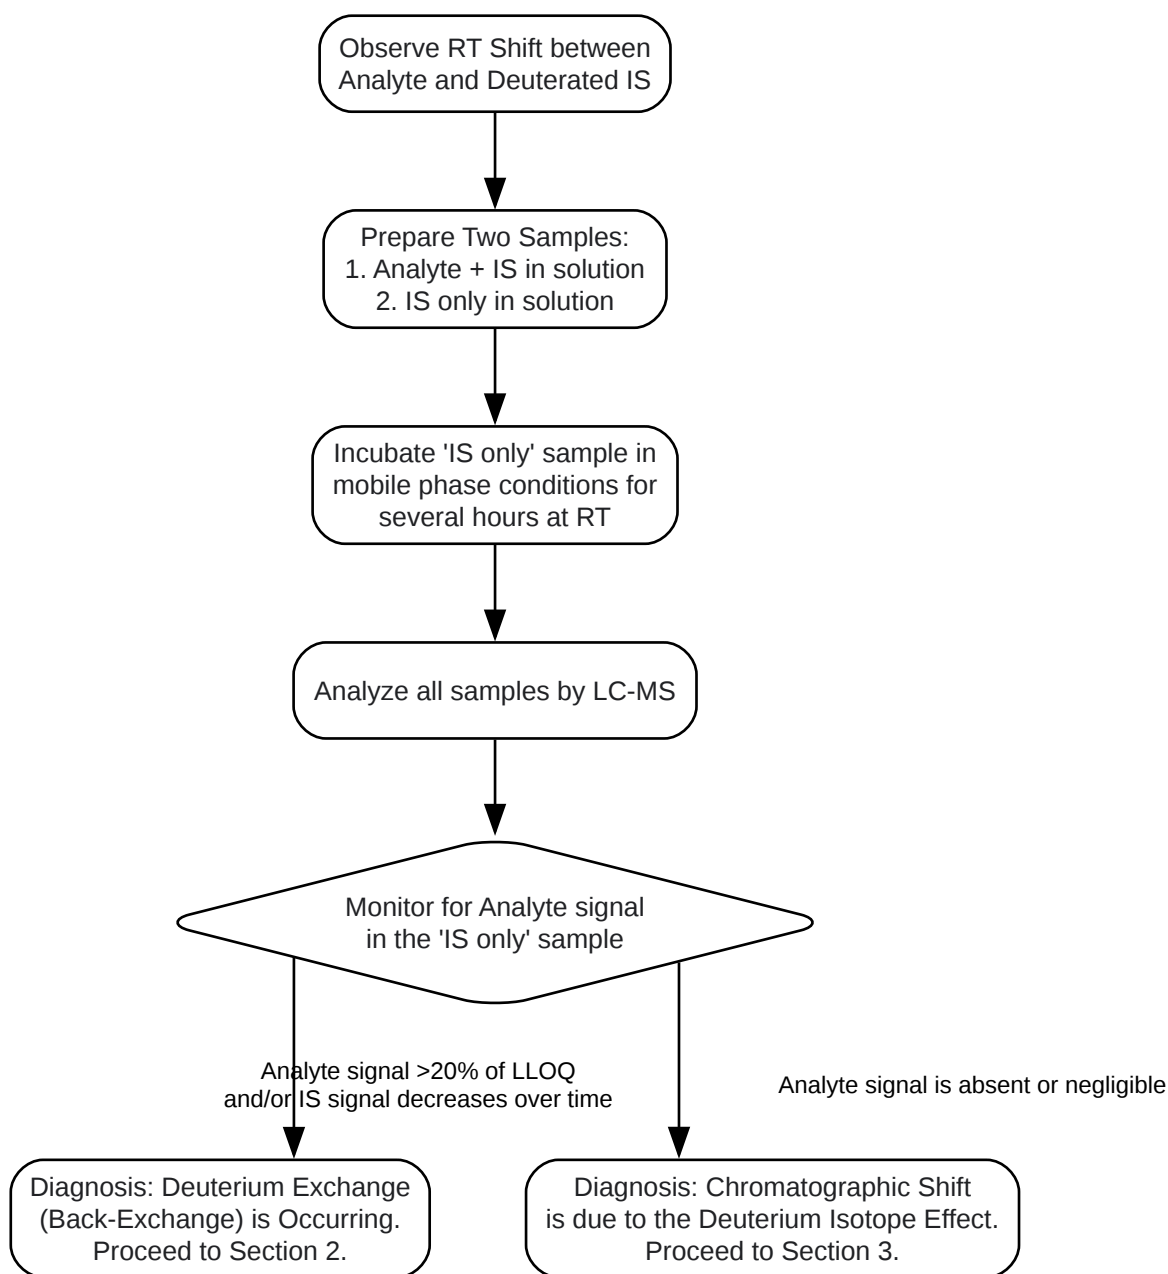 Observe RT Shift between
Analyte and Deuterated IS
Prepare Two Samples:
1. Analyte + IS in solution
2. IS only in solution
Incubate 'IS only' sample in
mobile phase conditions for
several hours at RT
Analyze all samples by LC-MS
Monitor for Analyte signal
in the 'IS only' sample
Analyte signal >20% of LLOQ
and/or IS signal decreases over time
Analyte signal is absent or negligible
Diagnosis: Deuterium Exchange
(Back-Exchange) is Occurring.
Proceed to Section 2.
Diagnosis: Chromatographic Shift
is due to the Deuterium Isotope Effect.
Proceed to Section 3.